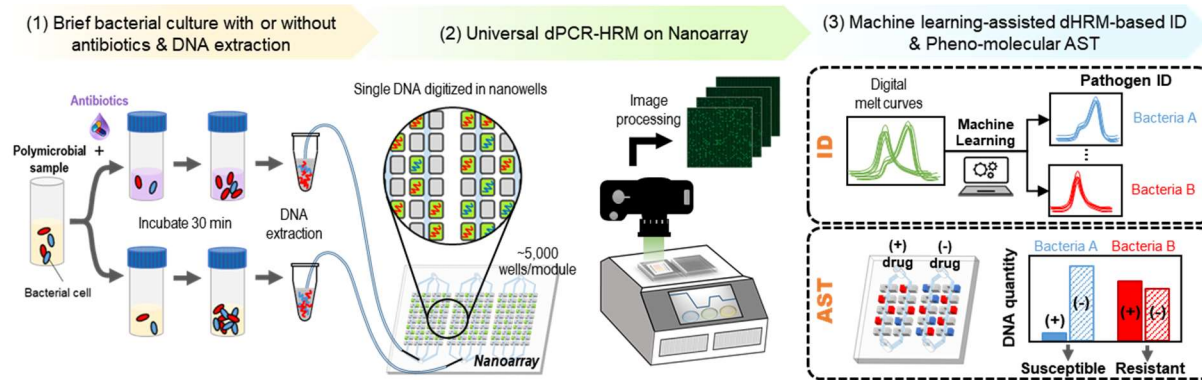 (1) Brief bacterial culture with or without
antibiotics & DNA extraction
(2) Universal dPCR-HRM on Nanoarray
(3) Machine learning-assisted dHRM-based ID
& Pheno-molecular AST
Antibiotics
+
Polymicrobial
sample
Incubate 30 min
DNA
extraction
Bacterial cell
Single DNA digitized in nanowells
~5,000
wells/module
Nanoarray
Image
processing
ID
Digital
melt curves
Machine
Learning
Pathogen ID
Bacteria A
Bacteria B
AST
(+)
drug
(-)
drug
DNA quantity
Bacteria A
Bacteria B
(+)
(-)
(+)
(-)
Susceptible
Resistant